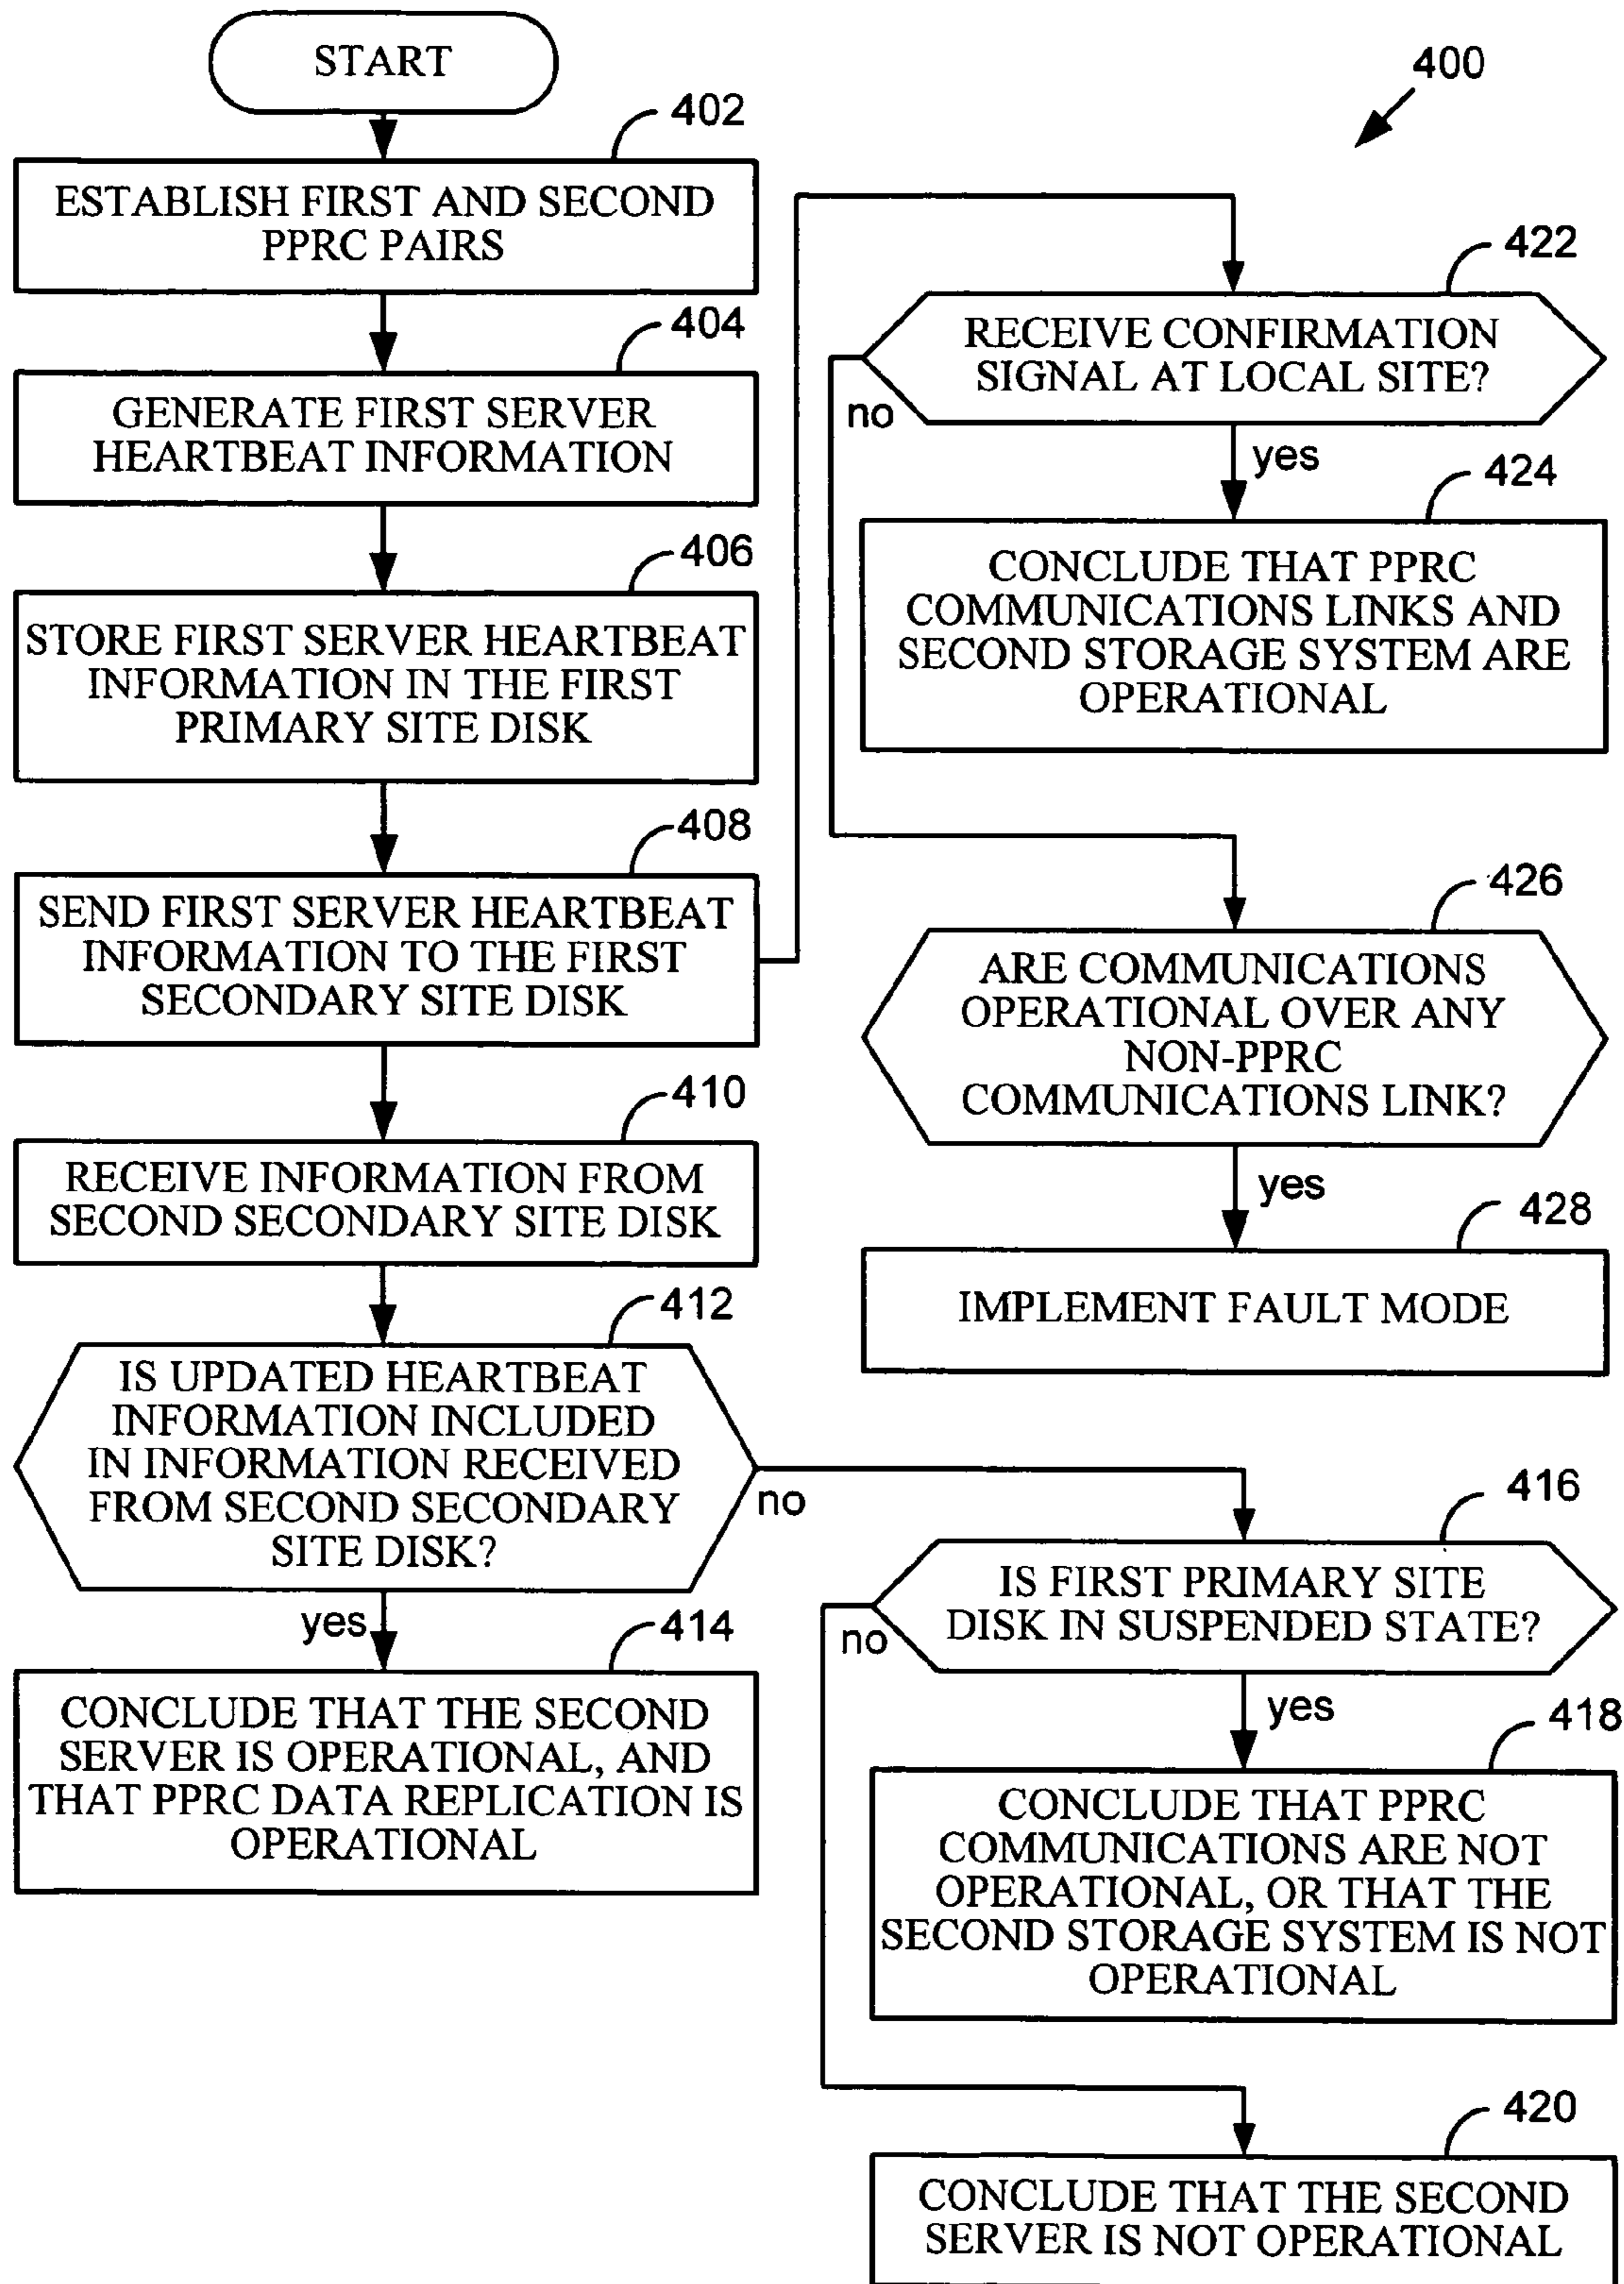 START
400
402
ESTABLISH FIRST AND SECOND
PPRC PAIRS
404
GENERATE FIRST SERVER
HEARTBEAT INFORMATION
406
STORE FIRST SERVER HEARTBEAT
INFORMATION IN THE FIRST
PRIMARY SITE DISK
408
SEND FIRST SERVER HEARTBEAT
INFORMATION TO THE FIRST
SECONDARY SITE DISK
410
RECEIVE INFORMATION FROM
SECOND SECONDARY SITE DISK
412
IS UPDATED HEARTBEAT
INFORMATION INCLUDED
IN INFORMATION RECEIVED
FROM SECOND SECONDARY
SITE DISK?
no
yes
414
CONCLUDE THAT THE SECOND
SERVER IS OPERATIONAL, AND
THAT PPRC DATA REPLICATION IS
OPERATIONAL
422
RECEIVE CONFIRMATION
SIGNAL AT LOCAL SITE?
no
yes
424
CONCLUDE THAT PPRC
COMMUNICATIONS LINKS AND
SECOND STORAGE SYSTEM ARE
OPERATIONAL
426
ARE COMMUNICATIONS
OPERATIONAL OVER ANY
NON-PPRC
COMMUNICATIONS LINK?
yes
428
IMPLEMENT FAULT MODE
416
IS FIRST PRIMARY SITE
DISK IN SUSPENDED STATE?
no
yes
418
CONCLUDE THAT PPRC
COMMUNICATIONS ARE NOT
OPERATIONAL, OR THAT THE
SECOND STORAGE SYSTEM IS NOT
OPERATIONAL
420
CONCLUDE THAT THE SECOND
SERVER IS NOT OPERATIONAL